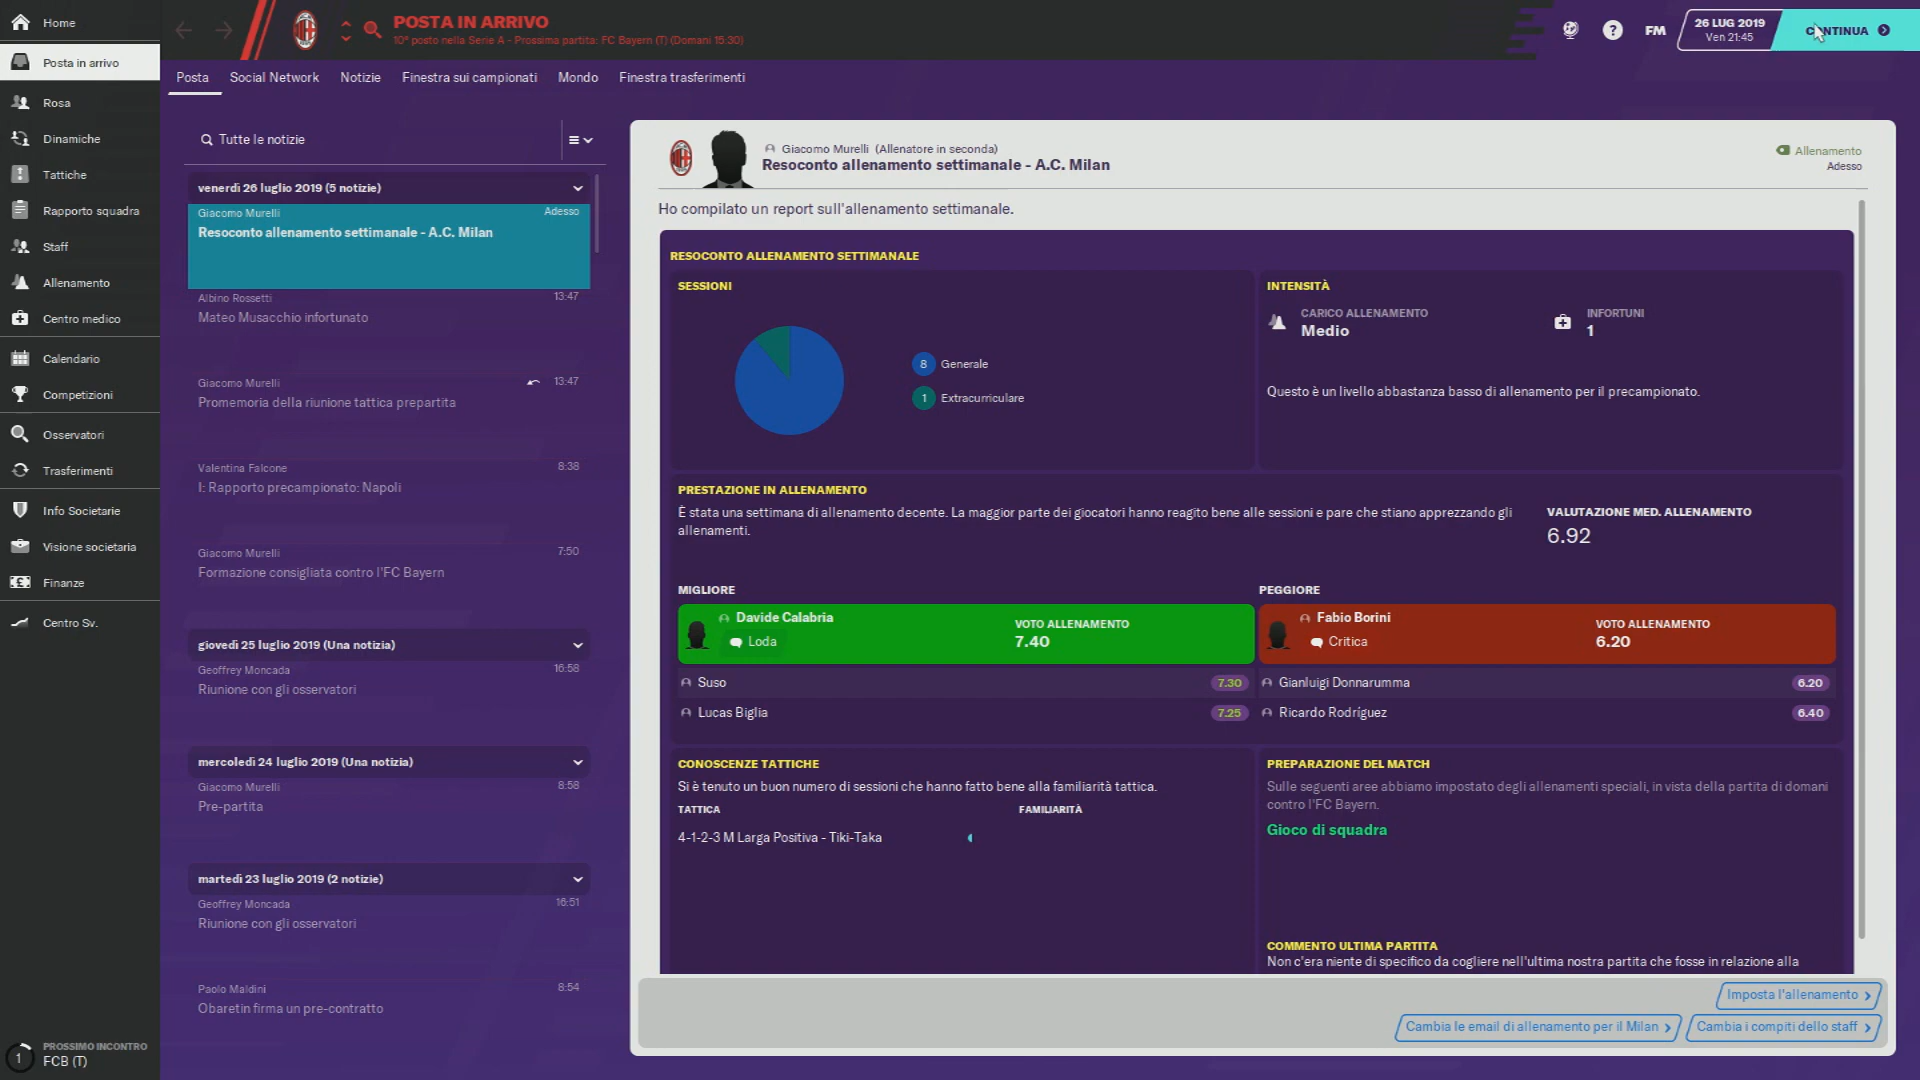 Home
Posta in arrivo
Rosa
Dinamiche
Tattiche
Rapporto squadra
Staff
Allenamento
Centro medico
Calendario
Competizioni
Osservatori
Trasferimenti
Info Societarie
Visione societaria
Finanze
Centro Sv.
1
PROSSIMO INCONTRO
FCB (T)
POSTA IN ARRIVO
10° posto nella Serie A - Prossima partita: FC Bayern (T) (Domani 15:30)
?
FM
26 LUG 2019
Ven 21:45
CONTINUA
Posta Social Network Notizie Finestra sui campionati Mondo Finestra trasferimenti
Tutte le notizie
venerdì 26 luglio 2019 (5 notizie)
Giacomo Murelli Adesso
Resoconto allenamento settimanale - A.C. Milan
Albino Rossetti 13:47
Mateo Musacchio infortunato
Giacomo Murelli 13:47
Promemoria della riunione tattica prepartita
Valentina Falcone 8:38
I: Rapporto precampionato: Napoli
Giacomo Murelli 7:50
Formazione consigliata contro l'FC Bayern
giovedì 25 luglio 2019 (Una notizia)
Geoffrey Moncada 16:58
Riunione con gli osservatori
mercoledì 24 luglio 2019 (Una notizia)
Giacomo Murelli 8:58
Pre-partita
martedì 23 luglio 2019 (2 notizie)
Geoffrey Moncada 16:51
Riunione con gli osservatori
Paolo Maldini 8:54
Obaretin firma un pre-contratto
Giacomo Murelli (Allenatore in seconda)
Resoconto allenamento settimanale - A.C. Milan
Allenamento
Adesso
Ho compilato un report sull'allenamento settimanale.
RESOCONTO ALLENAMENTO SETTIMANALE
SESSIONI
8 Generale
1 Extracurriculare
INTENSITÀ
CARICO ALLENAMENTO
Medio
INFORTUNI
1
Questo è un livello abbastanza basso di allenamento per il precampionato.
PRESTAZIONE IN ALLENAMENTO
È stata una settimana di allenamento decente. La maggior parte dei giocatori hanno reagito bene alle sessioni e pare che stiano apprezzando gli
allenamenti.
VALUTAZIONE MED. ALLENAMENTO
6.92
MIGLIORE
Davide Calabria
Loda
VOTO ALLENAMENTO
7.40
Suso 7.30
Lucas Biglia 7.25
PEGGIORE
Fabio Borini
Critica
VOTO ALLENAMENTO
6.20
Gianluigi Donnarumma 6.20
Ricardo Rodríguez 6.40
CONOSCENZE TATTICHE
Si è tenuto un buon numero di sessioni che hanno fatto bene alla familiarità tattica.
TATTICA FAMILIARITÀ
4-1-2-3 M Larga Positiva - Tiki-Taka
PREPARAZIONE DEL MATCH
Sulle seguenti aree abbiamo impostato degli allenamenti speciali, in vista della partita di domani
contro l'FC Bayern.
Gioco di squadra
COMMENTO ULTIMA PARTITA
Non c'era niente di specifico da cogliere nell'ultima nostra partita che fosse in relazione alla
Imposta l'allenamento
Cambia le email di allenamento per il Milan
Cambia i compiti dello staff